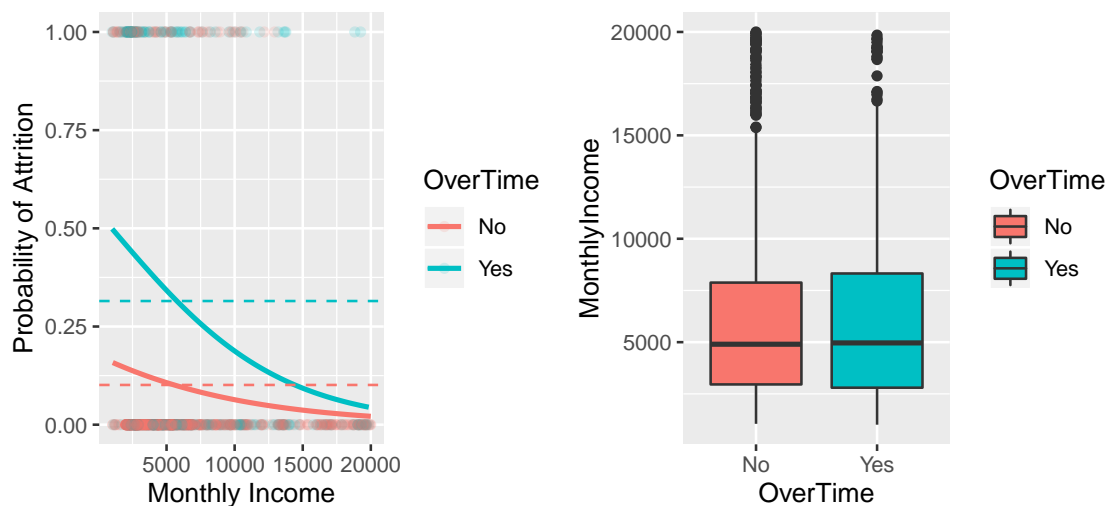 1.00
0.75
0.50
0.25
0.00
Probability of Attrition
5000 10000 15000 20000
Monthly Income
OverTime
No
Yes
20000
15000
10000
5000
MonthlyIncome
No Yes
OverTime
OverTime
No
Yes